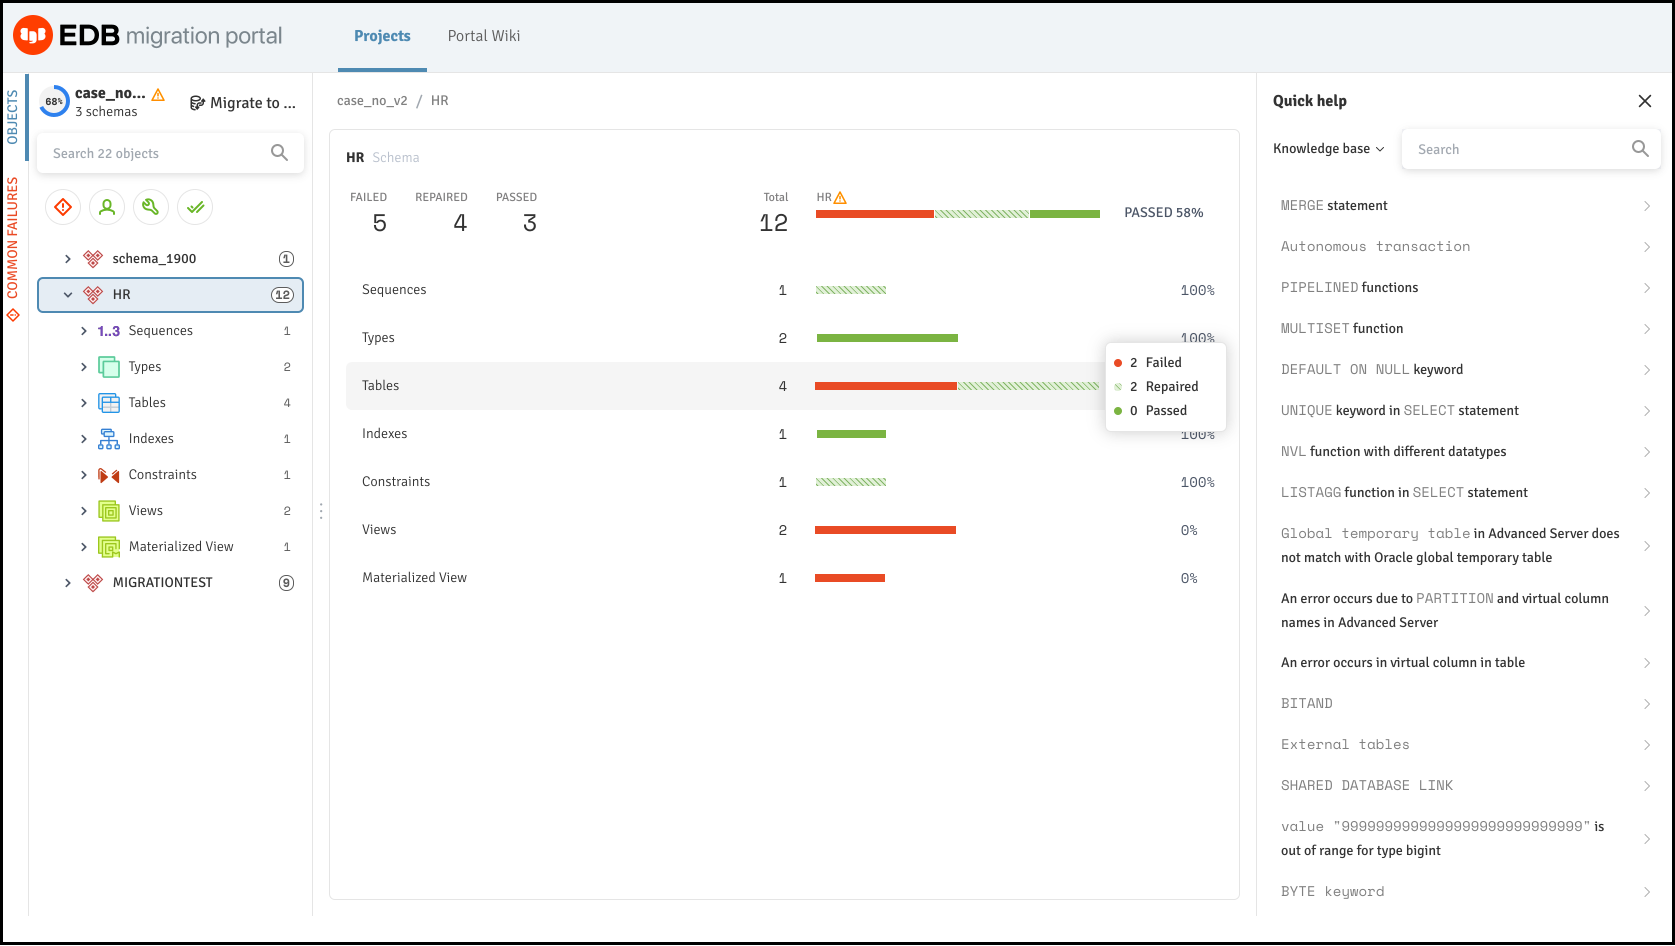 EDB migration portal
Projects
Portal Wiki
OBJECTS
COMMON FAILURES
68%
case_no...
3 schemas
Migrate to ...
Search 22 objects
schema_1900 1
HR 12
1..3 Sequences 1
Types 2
Tables 4
Indexes 1
Constraints 1
Views 2
Materialized View 1
MIGRATIONTEST 9
case_no_v2 / HR
HR Schema
FAILED REPAIRED PASSED Total HR
5 4 3 12 PASSED 58%
Sequences 1 100%
Types 2 100%
Tables 4
2 Failed
2 Repaired
0 Passed
Indexes 1 100%
Constraints 1 100%
Views 2 0%
Materialized View 1 0%
Quick help
Knowledge base
Search
MERGE statement
Autonomous transaction
PIPELINED functions
MULTISET function
DEFAULT ON NULL keyword
UNIQUE keyword in SELECT statement
NVL function with different datatypes
LISTAGG function in SELECT statement
Global temporary table in Advanced Server does
not match with Oracle global temporary table
An error occurs due to PARTITION and virtual column
names in Advanced Server
An error occurs in virtual column in table
BITAND
External tables
SHARED DATABASE LINK
value "9999999999999999999999999999" is
out of range for type bigint
BYTE keyword